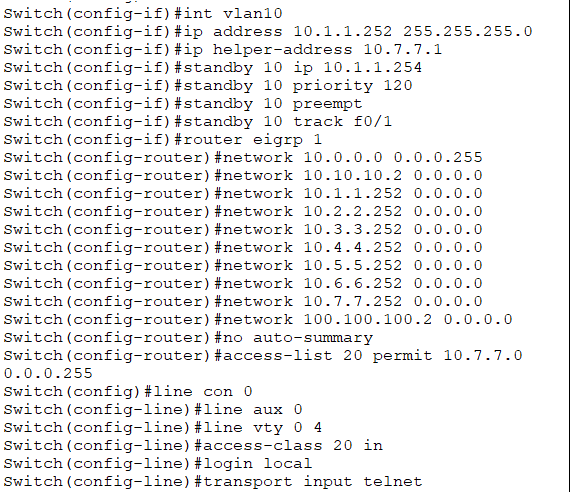 Switch(config-if)#int vlan10
Switch(config-if)#ip address 10.1.1.252 255.255.255.0
Switch(config-if)#ip helper-address 10.7.7.1
Switch(config-if)#standby 10 ip 10.1.1.254
Switch(config-if)#standby 10 priority 120
Switch(config-if)#standby 10 preempt
Switch(config-if)#standby 10 track f0/1
Switch(config-if)#router eigrp 1
Switch(config-router)#network 10.0.0.0 0.0.0.255
Switch(config-router)#network 10.10.10.2 0.0.0.0
Switch(config-router)#network 10.1.1.252 0.0.0.0
Switch(config-router)#network 10.2.2.252 0.0.0.0
Switch(config-router)#network 10.3.3.252 0.0.0.0
Switch(config-router)#network 10.4.4.252 0.0.0.0
Switch(config-router)#network 10.5.5.252 0.0.0.0
Switch(config-router)#network 10.6.6.252 0.0.0.0
Switch(config-router)#network 10.7.7.252 0.0.0.0
Switch(config-router)#network 100.100.100.2 0.0.0.0
Switch(config-router)#no auto-summary
Switch(config-router)#access-list 20 permit 10.7.7.0
0.0.0.255
Switch(config)#line con 0
Switch(config-line)#line aux 0
Switch(config-line)#line vty 0 4
Switch(config-line)#access-class 20 in
Switch(config-line)#login local
Switch(config-line)#transport input telnet